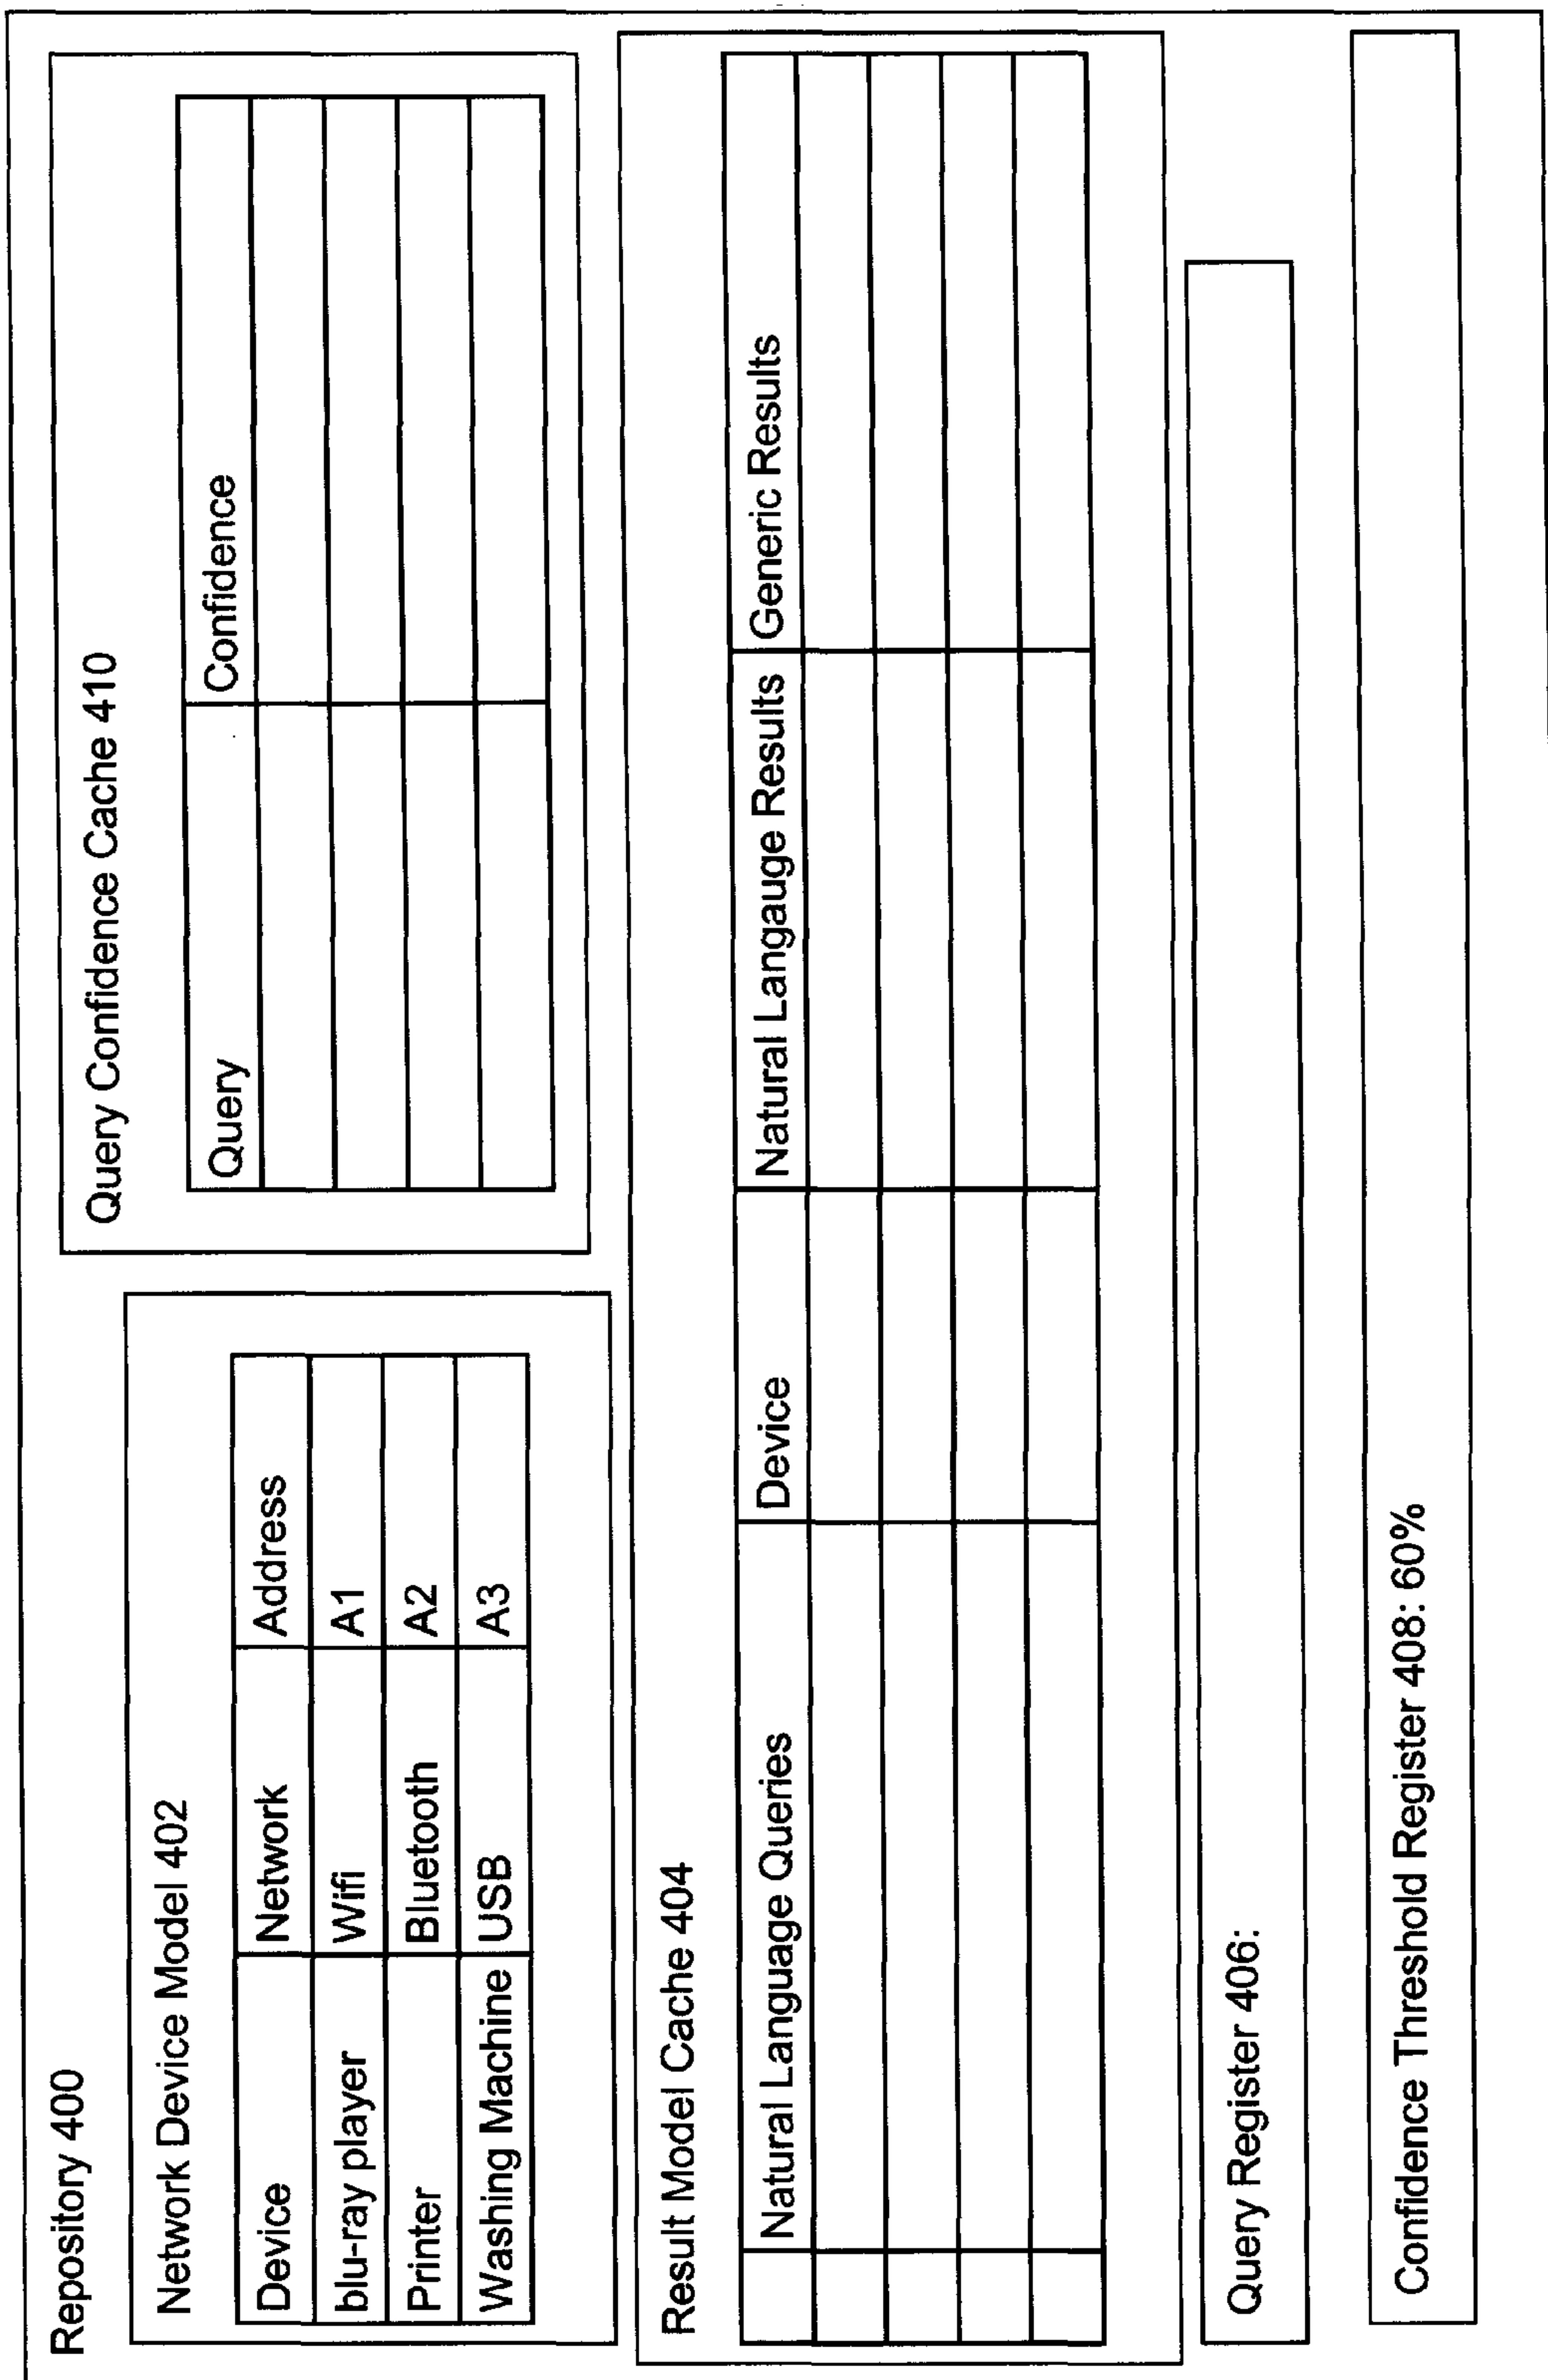 Repository 400
Network Device Model 402
Device Network Address
blu-ray player Wifi A1
Printer Bluetooth A2
Washing Machine USB A3
Query Confidence Cache 410
Query Confidence
Result Model Cache 404
Natural Language Queries Device Natural Langauge Results Generic Results
Query Register 406:
Confidence Threshold Register 408: 60%